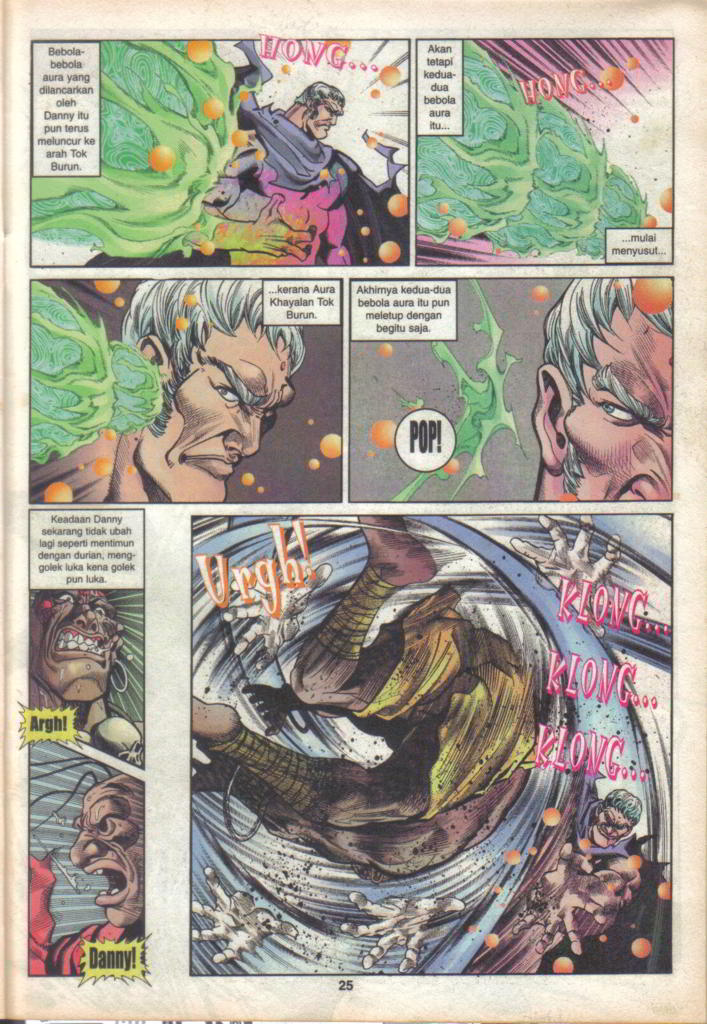 Bebola-
bebola
aura yang
dilancarkan
oleh
Danny itu
pun terus
meluncur ke
arah Tok
Burun.
HONG...
Akan
tetapi
kedua-
dua
bebola
aura
itu...
HONG...
...mulai
menyusut...
...kerana Aura
Khayalan Tok
Burun.
Akhirnya kedua-dua
bebola aura itu pun
meletup dengan
begitu saja.
POP!
Keadaan Danny
sekarang tidak ubah
lagi seperti mentimun
dengan durian, meng-
golek luka kena golek
pun luka.
Argh!
Danny!
Urgh!
KLONG...
KLONG...
KLONG...
25